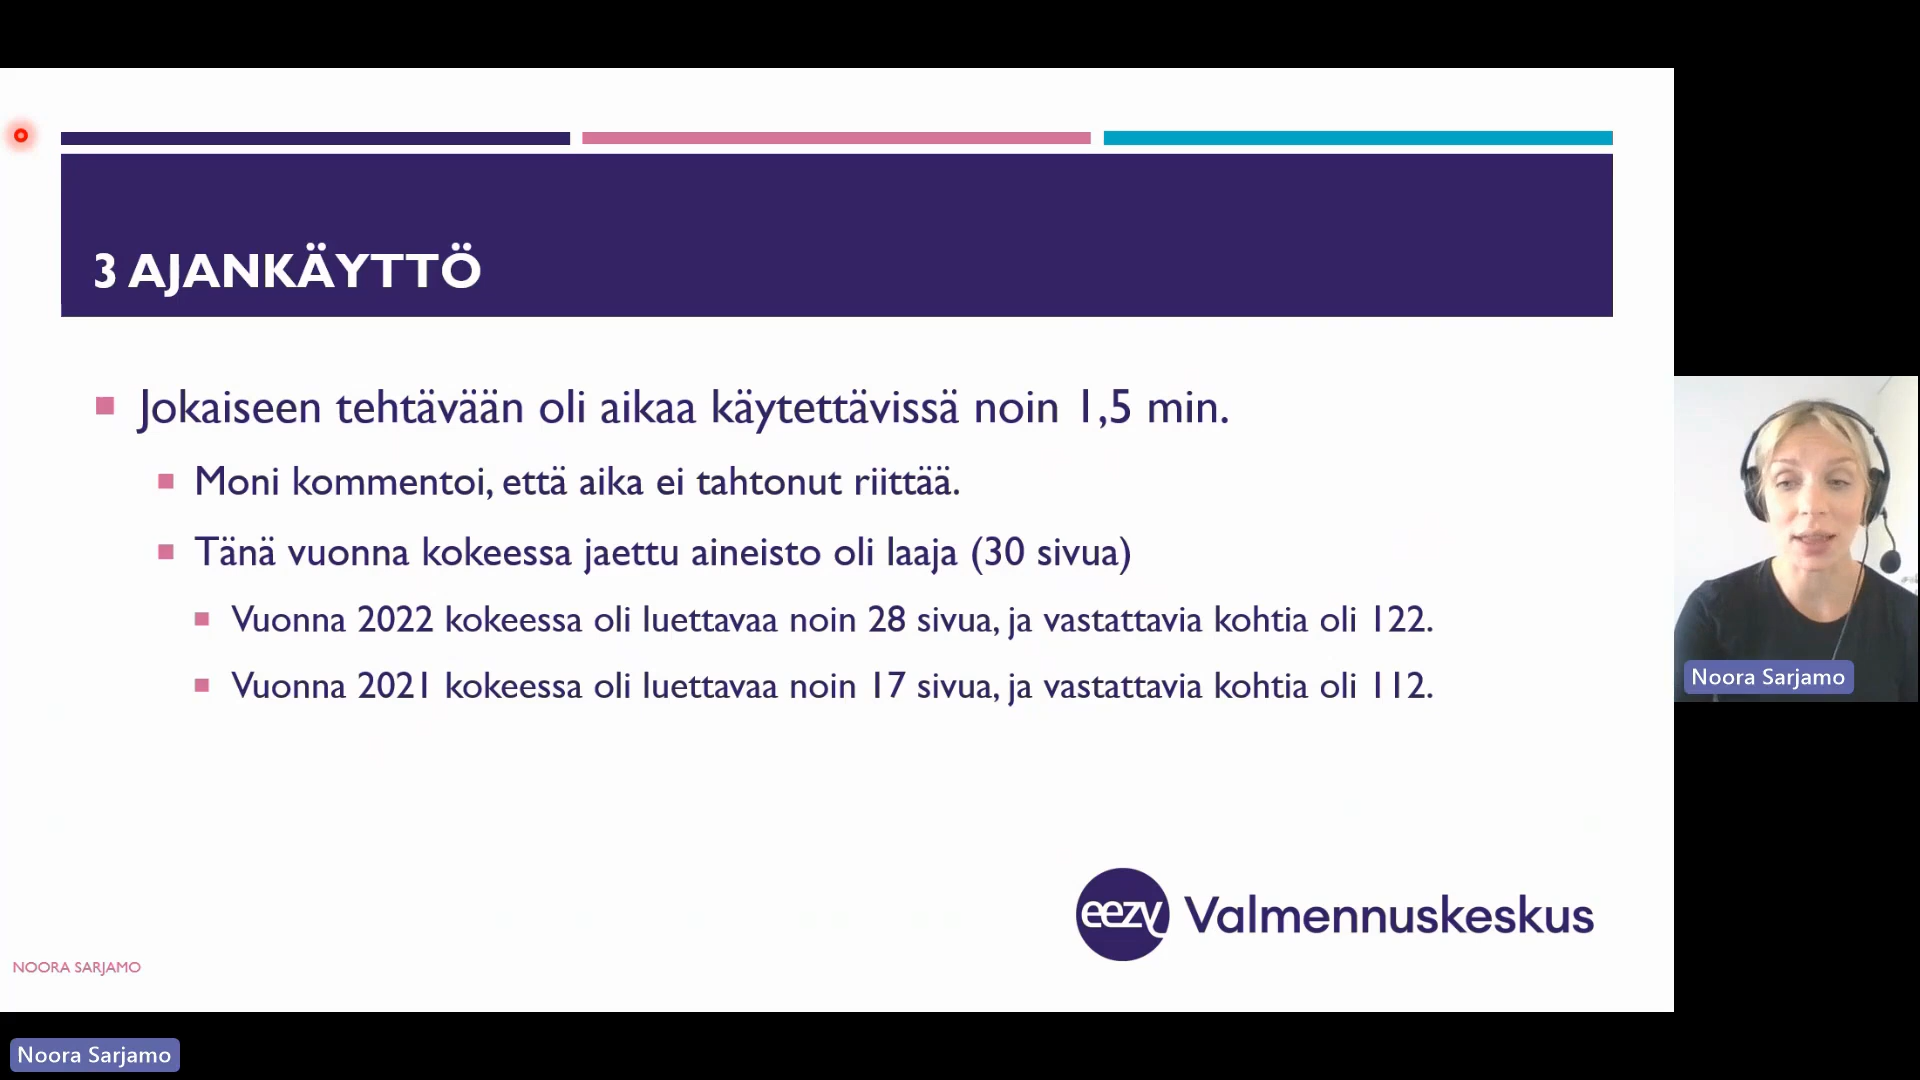 3 AJANKÄYTTÖ
Jokaiseen tehtävään oli aikaa käytettävissä noin 1,5 min.
Moni kommentoi, että aika ei tahtonut riittää.
Tänä vuonna kokeessa jaettu aineisto oli laaja (30 sivua)
Vuonna 2022 kokeessa oli luettavaa noin 28 sivua, ja vastattavia kohtia oli 122.
Vuonna 2021 kokeessa oli luettavaa noin 17 sivua, ja vastattavia kohtia oli 112.
eezy Valmennuskeskus
NOORA SARJAMO
Noora Sarjamo
Noora Sarjamo